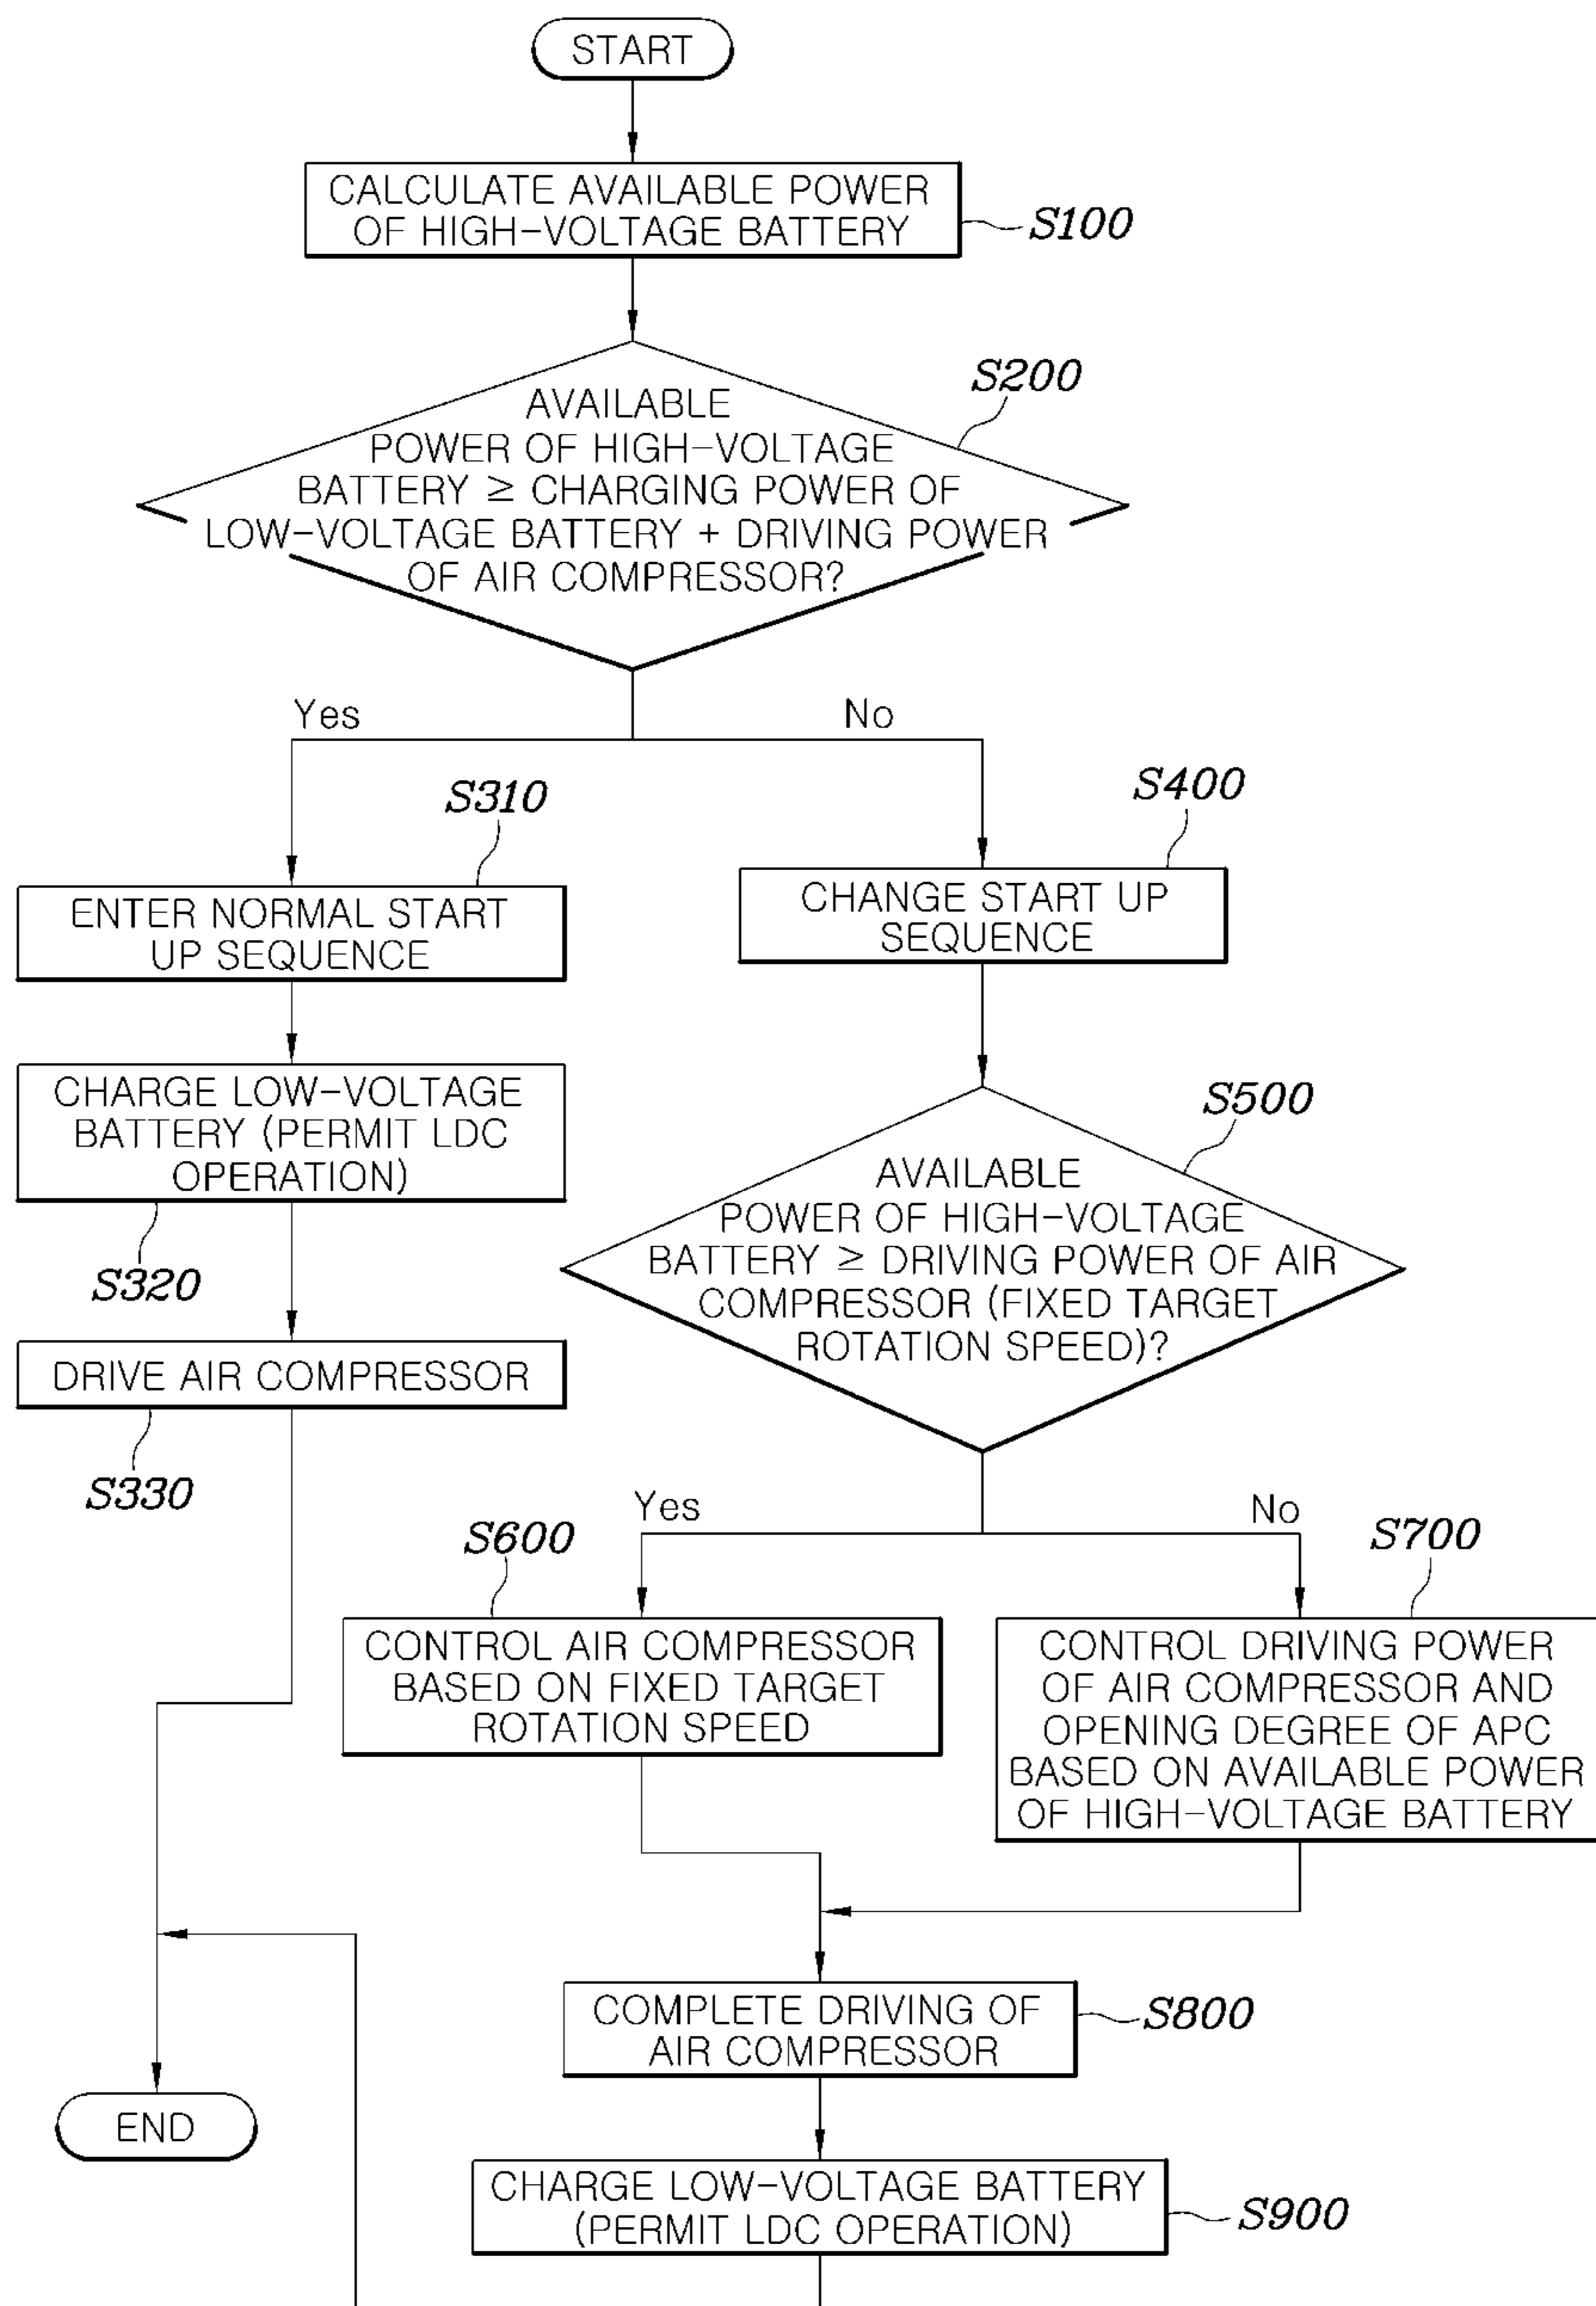 START
CALCULATE AVAILABLE POWER
OF HIGH-VOLTAGE BATTERY
S100
S200
AVAILABLE
POWER OF HIGH-VOLTAGE
BATTERY ≥ CHARGING POWER OF
LOW-VOLTAGE BATTERY + DRIVING POWER
OF AIR COMPRESSOR?
Yes
No
S310
ENTER NORMAL START
UP SEQUENCE
S400
CHANGE START UP
SEQUENCE
CHARGE LOW-VOLTAGE
BATTERY (PERMIT LDC
OPERATION)
S320
S500
AVAILABLE
POWER OF HIGH-VOLTAGE
BATTERY ≥ DRIVING POWER OF AIR
COMPRESSOR (FIXED TARGET
ROTATION SPEED)?
DRIVE AIR COMPRESSOR
S330
Yes
No
S600
CONTROL AIR COMPRESSOR
BASED ON FIXED TARGET
ROTATION SPEED
S700
CONTROL DRIVING POWER
OF AIR COMPRESSOR AND
OPENING DEGREE OF APC
BASED ON AVAILABLE POWER
OF HIGH-VOLTAGE BATTERY
COMPLETE DRIVING OF
AIR COMPRESSOR
S800
END
CHARGE LOW-VOLTAGE BATTERY
(PERMIT LDC OPERATION)
S900